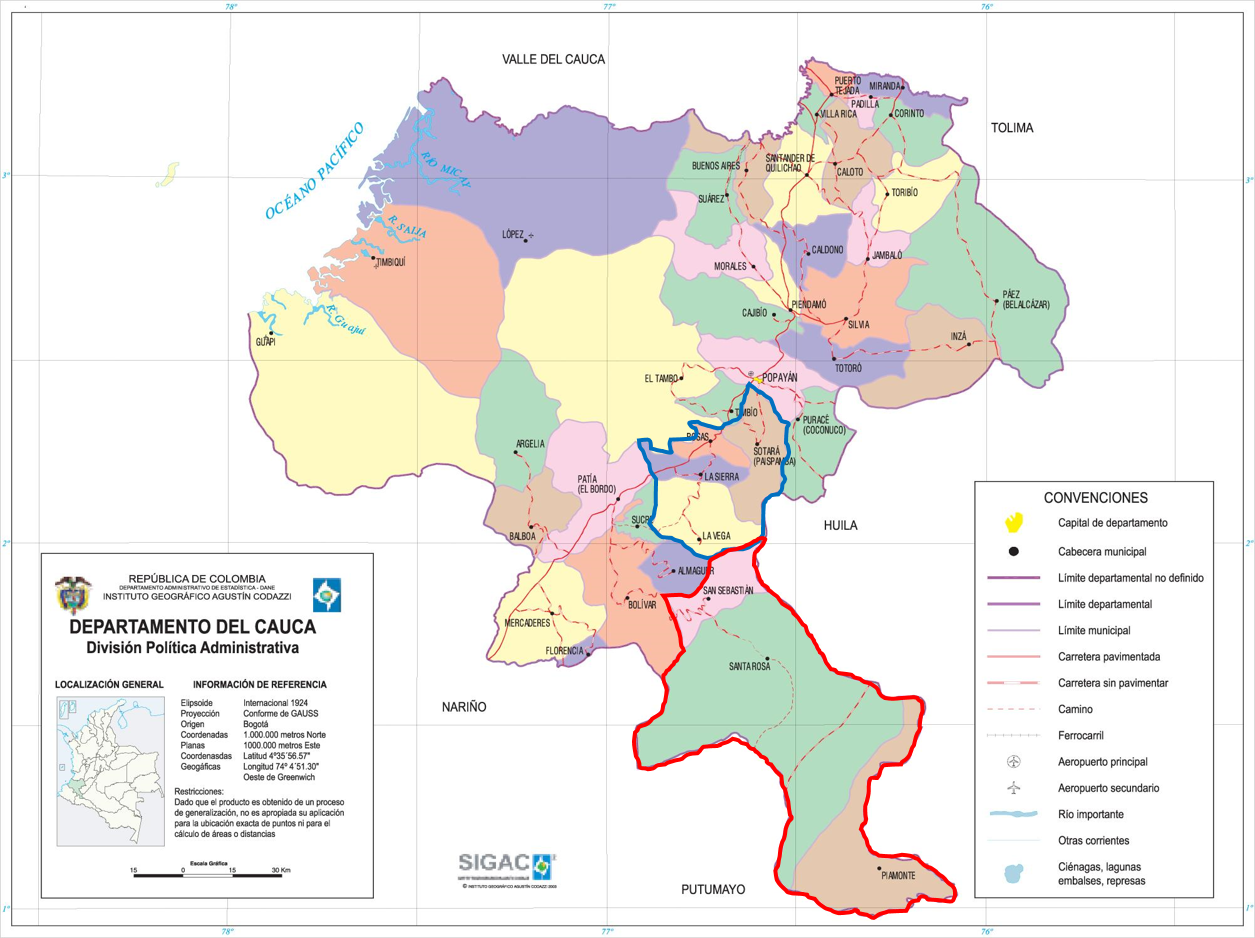 78°
77°
76°
VALLE DEL CAUCA
PUERTO
TEJADA
MIRANDA
PADILLA
VILLA RICA
CORINTO
TOLIMA
OCÉANO PACÍFICO
RÍO MICAY
3°
3°
BUENOS AIRES
SANTANDER DE
QUILICHAO
CALOTO
TORIBÍO
SUÁREZ
R. SAIJA
LÓPEZ
CALDONO
JAMBALÓ
TIMBIQUÍ
MORALES
PÁEZ
(BELALCÁZAR)
PIENDAMÓ
CAJIBÍO
SILVIA
R. Guajuí
GUAPI
INZÁ
TOTORÓ
EL TAMBO
POPAYÁN
TIMBÍO
PURACÉ
(COCONUCO)
ROSAS
ARGELIA
SOTARÁ
(PAISPAMBA)
LA SIERRA
PATÍA
(EL BORDO)
SUCRE
HUILA
BALBOA
LA VEGA
2°
2°
ALMAGUER
SAN SEBASTIÁN
BOLÍVAR
MERCADERES
FLORENCIA
SANTA ROSA
NARIÑO
PIAMONTE
PUTUMAYO
CONVENCIONES
Capital de departamento
Cabecera municipal
Límite departamental no definido
Límite departamental
Límite municipal
Carretera pavimentada
Carretera sin pavimentar
Camino
Ferrocarril
Aeropuerto principal
Aeropuerto secundario
Río importante
Otras corrientes
Ciénagas, lagunas
embalses, represas
REPÚBLICA DE COLOMBIA
DEPARTAMENTO ADMINISTRATIVO DE ESTADÍSTICA - DANE
INSTITUTO GEOGRÁFICO AGUSTÍN CODAZZI
DEPARTAMENTO DEL CAUCA
División Política Administrativa
LOCALIZACIÓN GENERAL
INFORMACIÓN DE REFERENCIA
Elipsoide Internacional 1924
Proyección Conforme de GAUSS
Origen Bogotá
Coordenadas 1.000.000 metros Norte
Planas 1000.000 metros Este
Coordenasdas Latitud 4°35´56.57"
Geogáficas Longitud 74° 4´51.30"
Oeste de Greenwich
Restricciones:
Dado que el producto es obtenido de un proceso
de generalización, no es apropiada su aplicación
para la ubicación exacta de puntos ni para el
cálculo de áreas o distancias
Escala Gráfica
15 0 15 30 Km
SIGAC
© INSTITUTO GEOGRÁFICO AGUSTÍN CODAZZI
1°
1°
78°
77°
76°